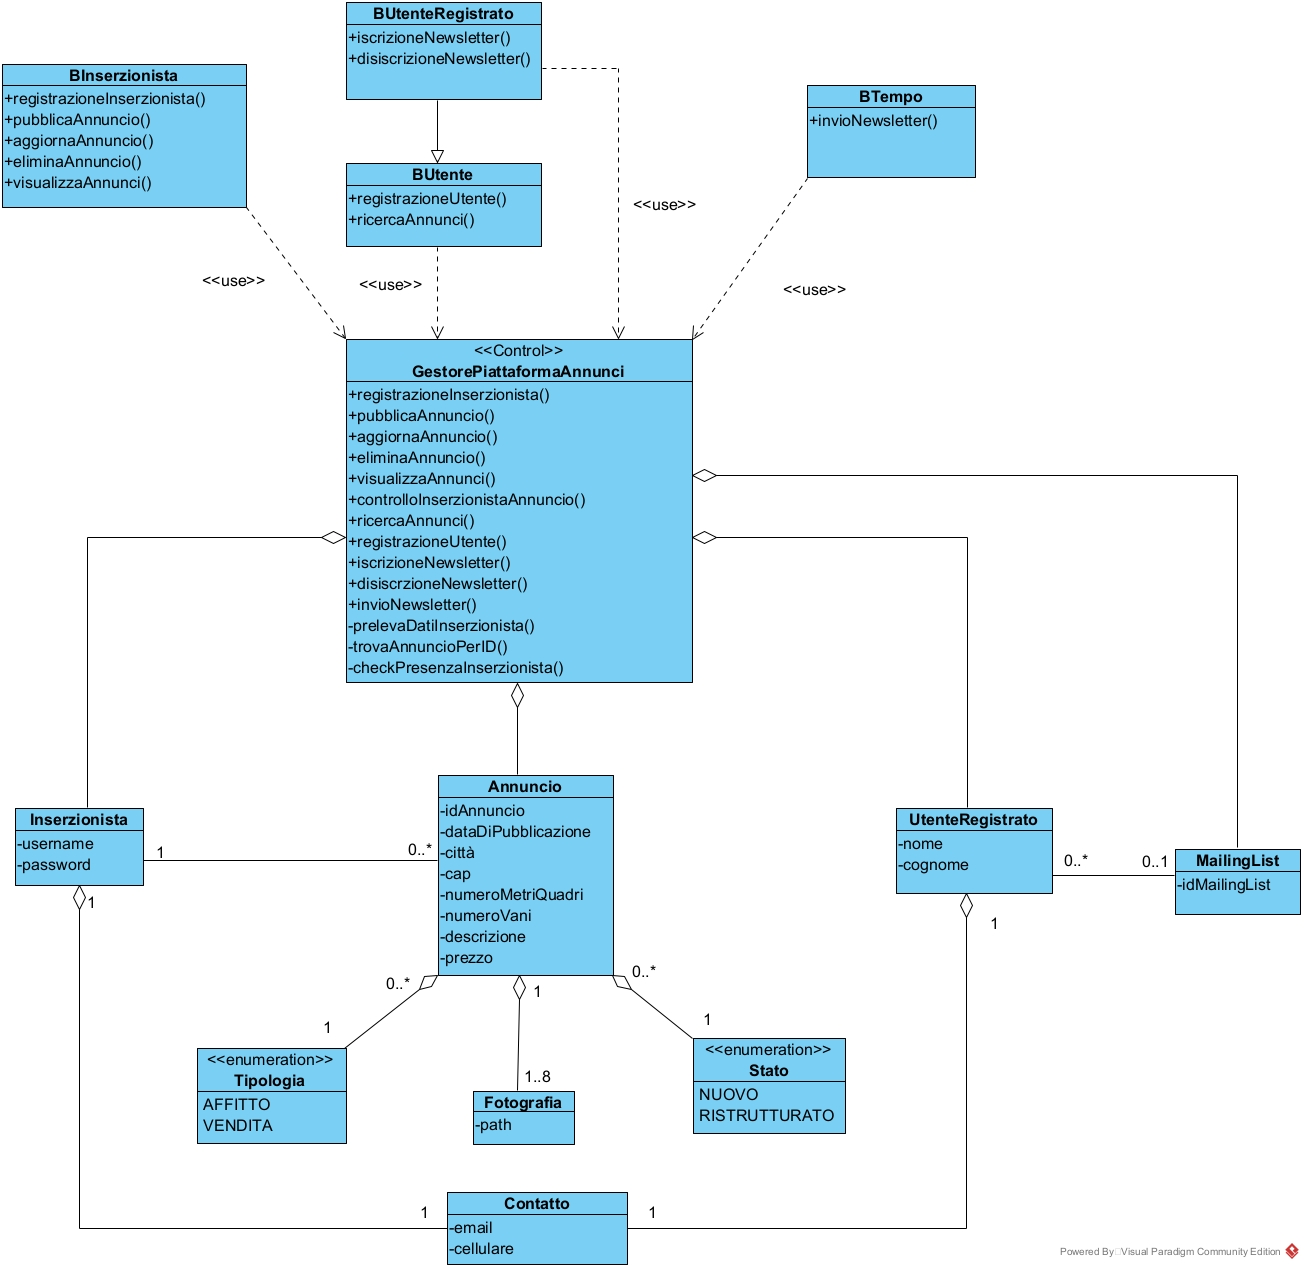 BUtenteRegistrato
+iscrizioneNewsletter()
+disiscrizioneNewsletter()
BInserzionista
+registrazioneInserzionista()
+pubblicaAnnuncio()
+aggiornaAnnuncio()
+eliminaAnnuncio()
+visualizzaAnnunci()
BTempo
+invioNewsletter()
BUtente
+registrazioneUtente()
+ricercaAnnunci()
<<use>>
<<use>>
<<use>>
<<use>>
<<Control>>
GestorePiattaformaAnnunci
+registrazioneInserzionista()
+pubblicaAnnuncio()
+aggiornaAnnuncio()
+eliminaAnnuncio()
+visualizzaAnnunci()
+controlloInserzionistaAnnuncio()
+ricercaAnnunci()
+registrazioneUtente()
+iscrizioneNewsletter()
+disiscrzioneNewsletter()
+invioNewsletter()
-prelevaDatiInserzionista()
-trovaAnnuncioPerID()
-checkPresenzaInserzionista()
Inserzionista
-username
-password
1
0..*
1
Annuncio
-idAnnuncio
-dataDiPubblicazione
-città
-cap
-numeroMetriQuadri
-numeroVani
-descrizione
-prezzo
UtenteRegistrato
-nome
-cognome
0..*
0..1
1
MailingList
-idMailingList
0..*
1
1
1..8
0..*
1
<<enumeration>>
Tipologia
AFFITTO
VENDITA
Fotografia
-path
<<enumeration>>
Stato
NUOVO
RISTRUTTURATO
1
1
Contatto
-email
-cellulare
Powered By Visual Paradigm Community Edition